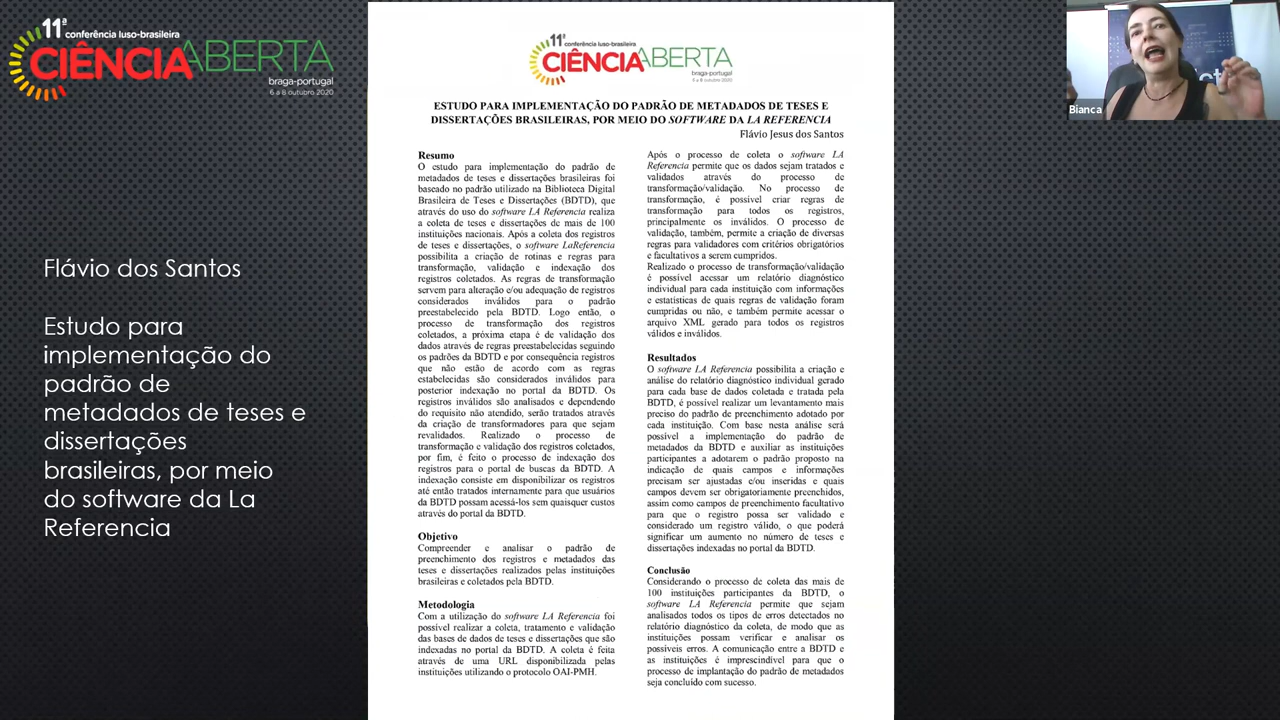 11ª
conferência luso-brasileira
CIÊNCIAABERTA
braga-portugal
6 a 8 outubro 2020
Flávio dos Santos
Estudo para
implementação do
padrão de
metadados de teses e
dissertações
brasileiras, por meio
do software da La
Referencia
11ª
conferência luso-brasileira
CIÊNCIAABERTA
braga-portugal
6 a 8 outubro 2020
ESTUDO PARA IMPLEMENTAÇÃO DO PADRÃO DE METADADOS DE TESES E
DISSERTAÇÕES BRASILEIRAS, POR MEIO DO SOFTWARE DA LA REFERENCIA
Flávio Jesus dos Santos
Resumo
O estudo para implementação do padrão de
metadados de teses e dissertações brasileiras foi
baseado no padrão utilizado na Biblioteca Digital
Brasileira de Teses e Dissertações (BDTD), que
através do uso do software LA Referencia realiza
a coleta de teses e dissertações de mais de 100
instituições nacionais. Após a coleta dos registros
de teses e dissertações, o software LaReferencia
possibilita a criação de rotinas e regras para
transformação, validação e indexação dos
registros coletados. As regras de transformação
servem para alteração e/ou adequação de registros
considerados inválidos para o padrão
preestabelecido pela BDTD. Logo então, o
processo de transformação dos registros
coletados, a próxima etapa é de validação dos
dados através de regras preestabelecidas seguindo
os padrões da BDTD e por consequência registros
que não estão de acordo com as regras
estabelecidas são considerados inválidos para
posterior indexação no portal da BDTD. Os
registros inválidos são analisados e dependendo
do requisito não atendido, serão tratados através
da criação de transformadores para que sejam
revalidados. Realizado o processo de
transformação e validação dos registros coletados,
por fim, é feito o processo de indexação dos
registros para o portal de buscas da BDTD. A
indexação consiste em disponibilizar os registros
até então tratados internamente para que usuários
da BDTD possam acessá-los sem quaisquer custos
através do portal da BDTD.
Objetivo
Compreender e analisar o padrão de
preenchimento dos registros e metadados das
teses e dissertações realizados pelas instituições
brasileiras e coletados pela BDTD.
Metodologia
Com a utilização do software LA Referencia foi
possível realizar a coleta, tratamento e validação
das bases de dados de teses e dissertações que são
indexadas no portal da BDTD. A coleta é feita
através de uma URL disponibilizada pelas
instituições utilizando o protocolo OAI-PMH.
Após o processo de coleta o software LA
Referencia permite que os dados sejam tratados e
validados através do processo de
transformação/validação. No processo de
transformação, é possível criar regras de
transformação para todos os registros,
principalmente os inválidos. O processo de
validação, também, permite a criação de diversas
regras para validadores com critérios obrigatórios
e facultativos a serem cumpridos.
Realizado o processo de transformação/validação
é possível acessar um relatório diagnóstico
individual para cada instituição com informações
e estatísticas de quais regras de validação foram
cumpridas ou não, e também permite acessar o
arquivo XML gerado para todos os registros
válidos e inválidos.
Resultados
O software LA Referencia possibilita a criação e
análise do relatório diagnóstico individual gerado
para cada base de dados coletada e tratada pela
BDTD, é possível realizar um levantamento mais
preciso do padrão de preenchimento adotado por
cada instituição. Com base nesta análise será
possível a implementação do padrão de
metadados da BDTD e auxiliar as instituições
participantes a adotarem o padrão proposto na
indicação de quais campos e informações
precisam ser ajustadas e/ou inseridas e quais
campos devem ser obrigatoriamente preenchidos,
assim como campos de preenchimento facultativo
para que o registro possa ser validado e
considerado um registro válido, o que poderá
significar um aumento no número de teses e
dissertações indexadas no portal da BDTD.
Conclusão
Considerando o processo de coleta das mais de
100 instituições participantes da BDTD, o
software LA Referencia permite que sejam
analisados todos os tipos de erros detectados no
relatório diagnóstico da coleta, de modo que as
instituições possam verificar e analisar os
possíveis erros. A comunicação entre a BDTD e
as instituições é imprescindível para que o
processo de implantação do padrão de metadados
seja concluído com sucesso.
Bianca